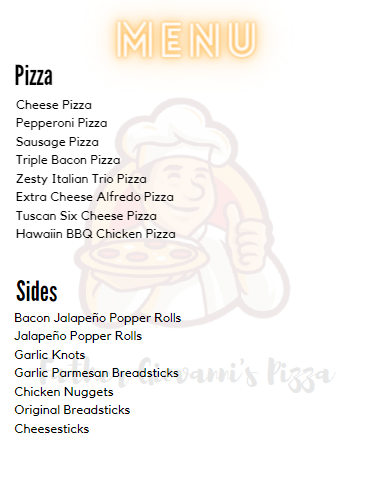 MENU
Pizza
Cheese Pizza
Pepperoni Pizza
Sausage Pizza
Triple Bacon Pizza
Zesty Italian Trio Pizza
Extra Cheese Alfredo Pizza
Tuscan Six Cheese Pizza
Hawaiin BBQ Chicken Pizza
Sides
Bacon Jalapeño Popper Rolls
Jalapeño Popper Rolls
Garlic Knots
Garlic Parmesan Breadsticks
Giovanni's Pizza
Chicken Nuggets
Original Breadsticks
Cheesesticks